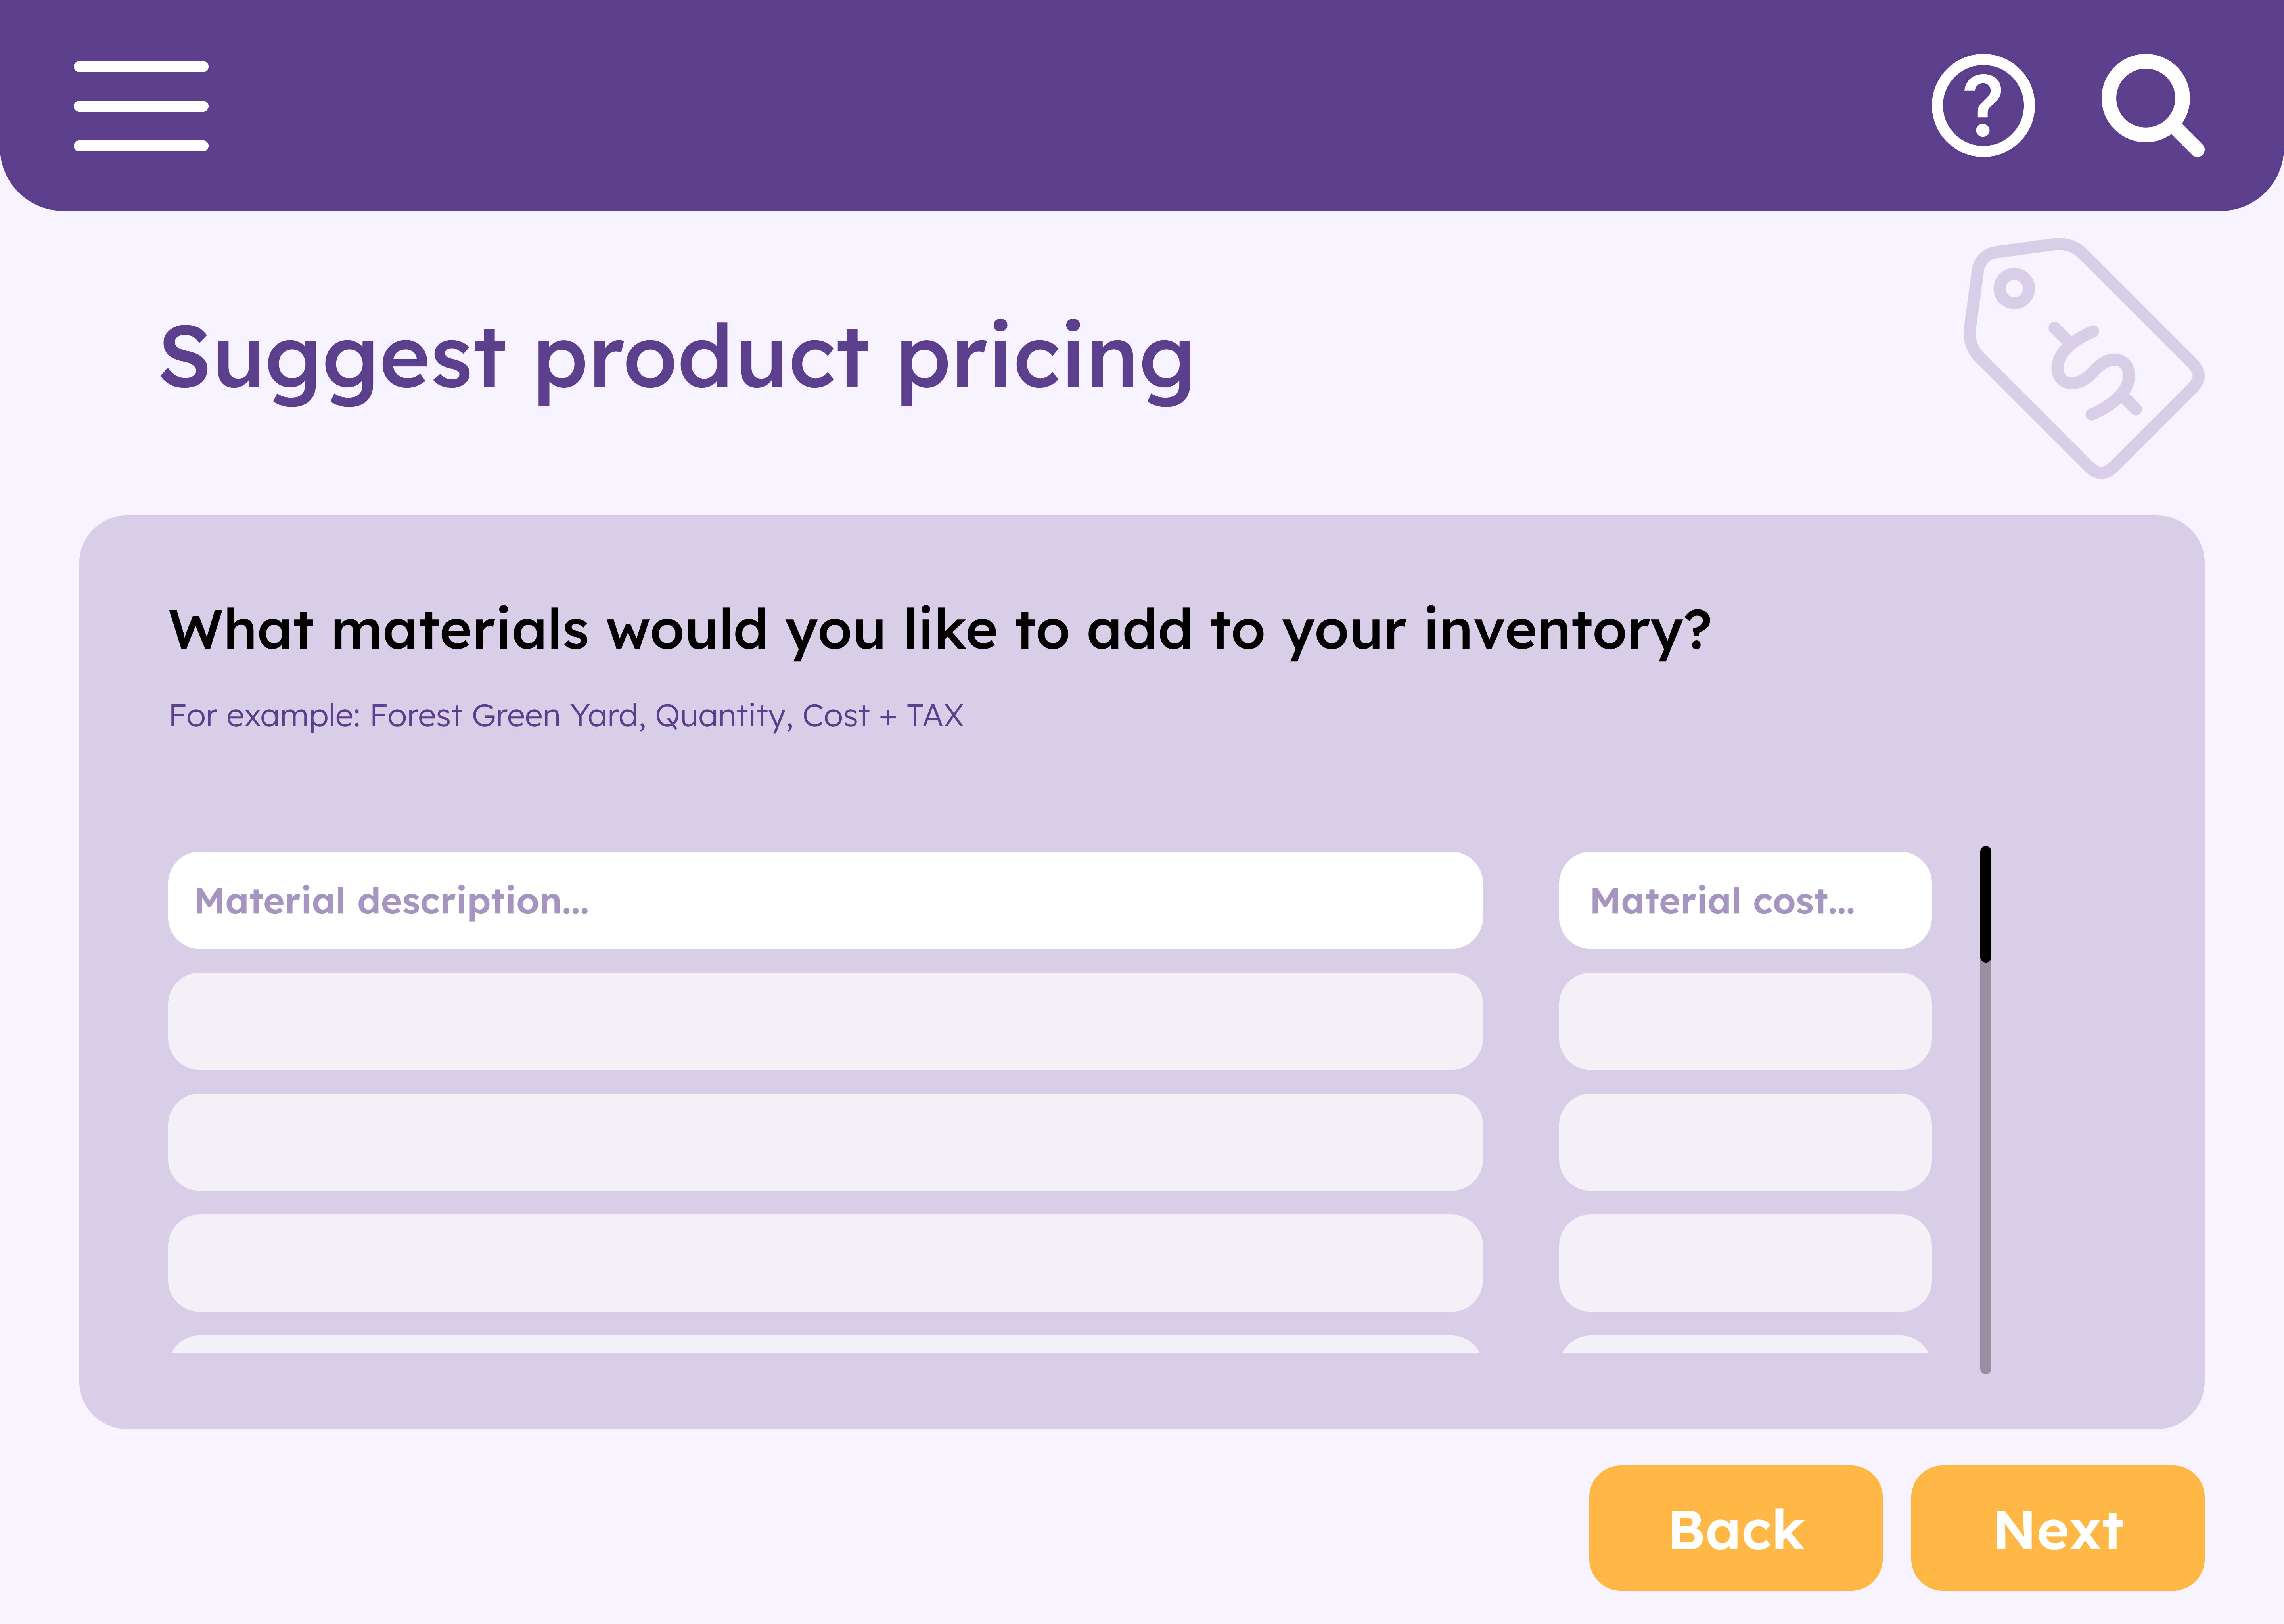 Suggest product pricing
What materials would you like to add to your inventory?
For example: Forest Green Yard, Quantity, Cost + TAX
Material description...
Material cost...
Back
Next